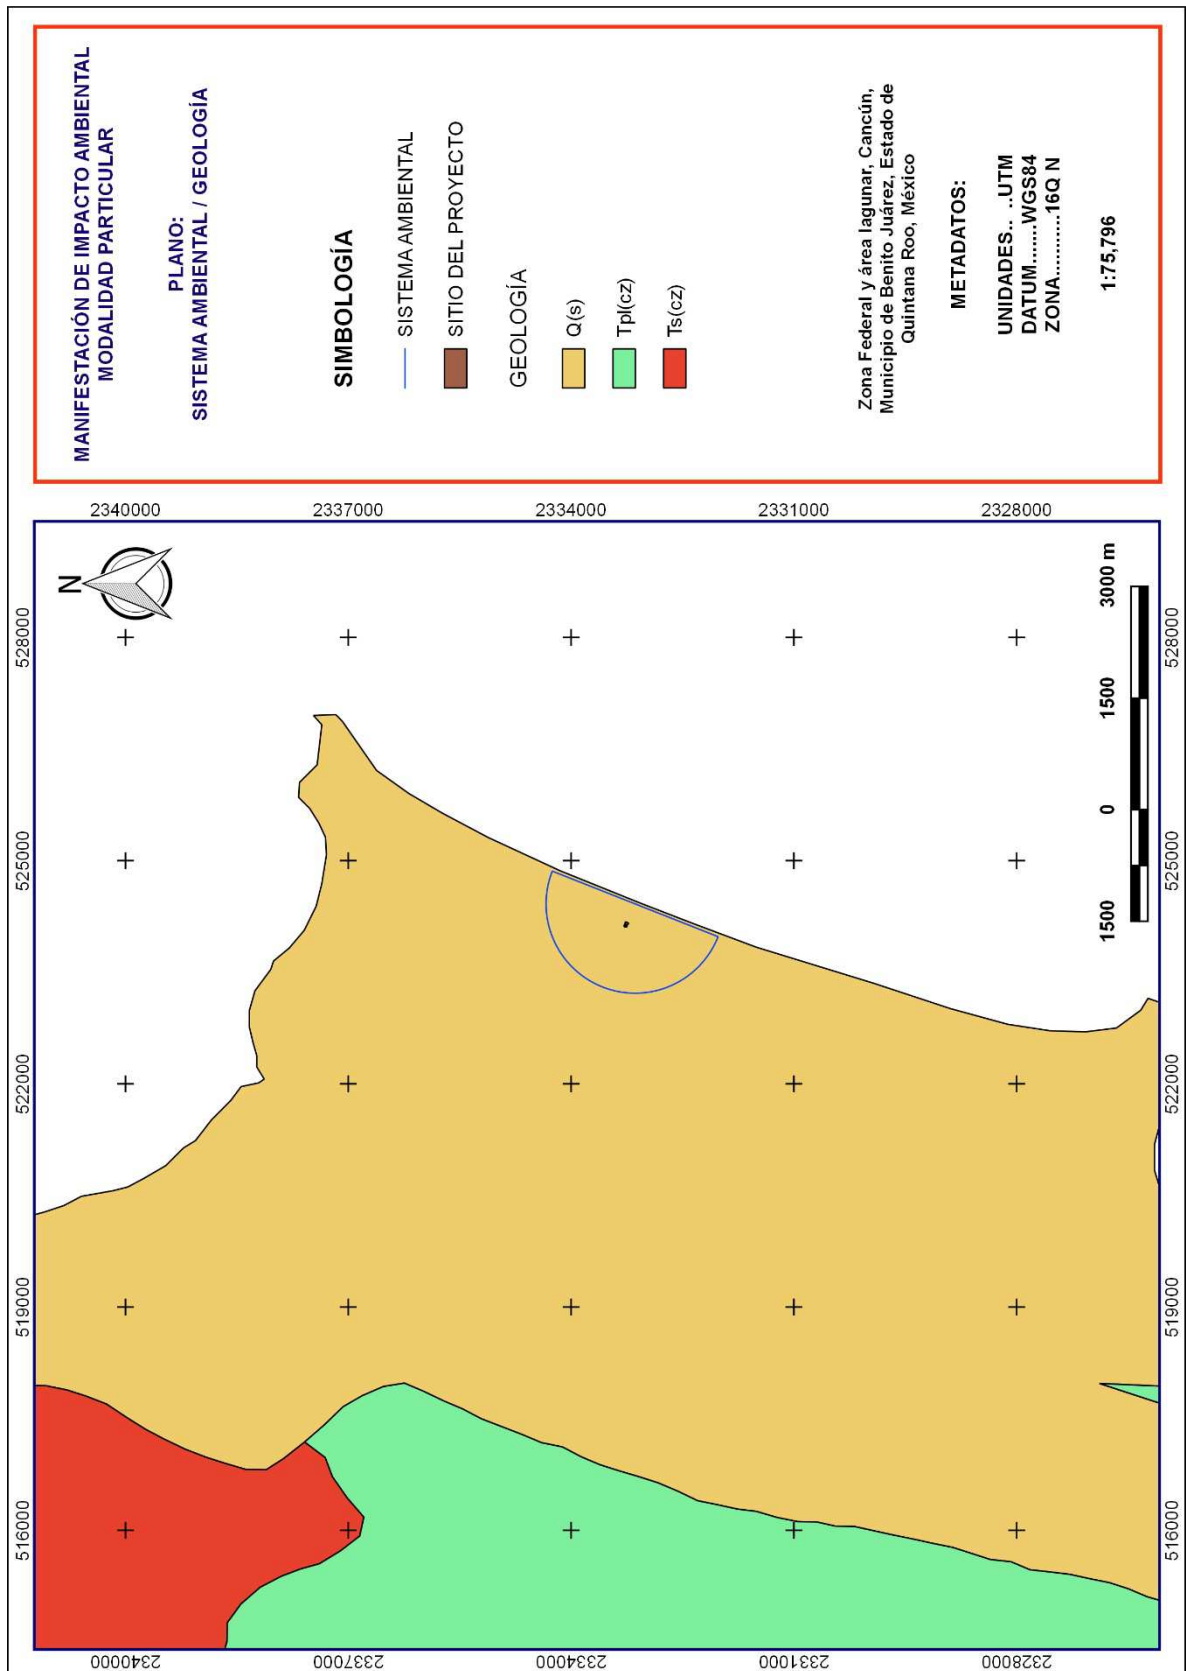 MANIFESTACIÓN DE IMPACTO AMBIENTAL
MODALIDAD PARTICULAR
PLANO:
SISTEMA AMBIENTAL / GEOLOGÍA
SIMBOLOGÍA
SISTEMA AMBIENTAL
SITIO DEL PROYECTO
GEOLOGÍA
Q(s)
Tpl(cz)
Ts(cz)
Zona Federal y área lagunar, Cancún,
Municipio de Benito Juárez, Estado de
Quintana Roo, México
METADATOS:
UNIDADES.. ..UTM
DATUM.......WGS84
ZONA............16Q N
1:75,796
516000
519000
522000
525000
528000
2340000
2337000
2334000
2331000
2328000
N
2340000
2337000
2334000
2331000
2328000
1500
0
1500
3000 m
516000
519000
522000
525000
528000